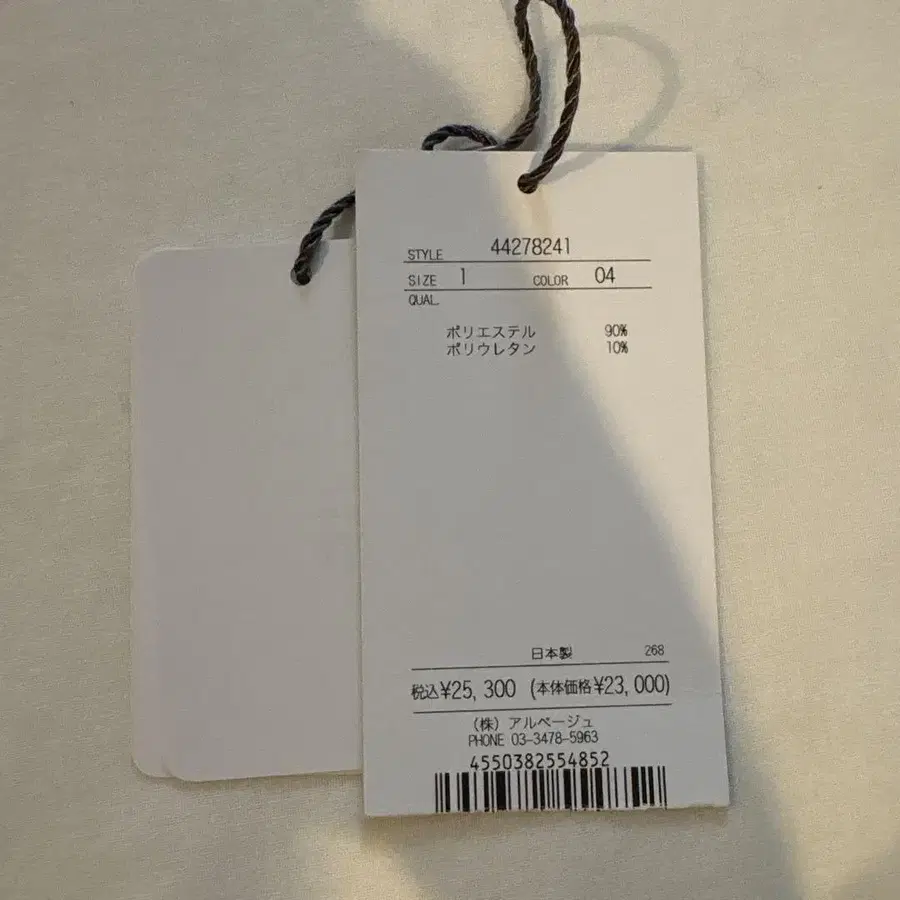 STYLE 44278241
SIZE 1 COLOR 04
QUAL.
ポリエステル 90%
ポリウレタン 10%
日本製 268
税込¥25,300 (本体価格¥23,000)
(株) アルページュ
PHONE 03-3478-5963
4550382554852